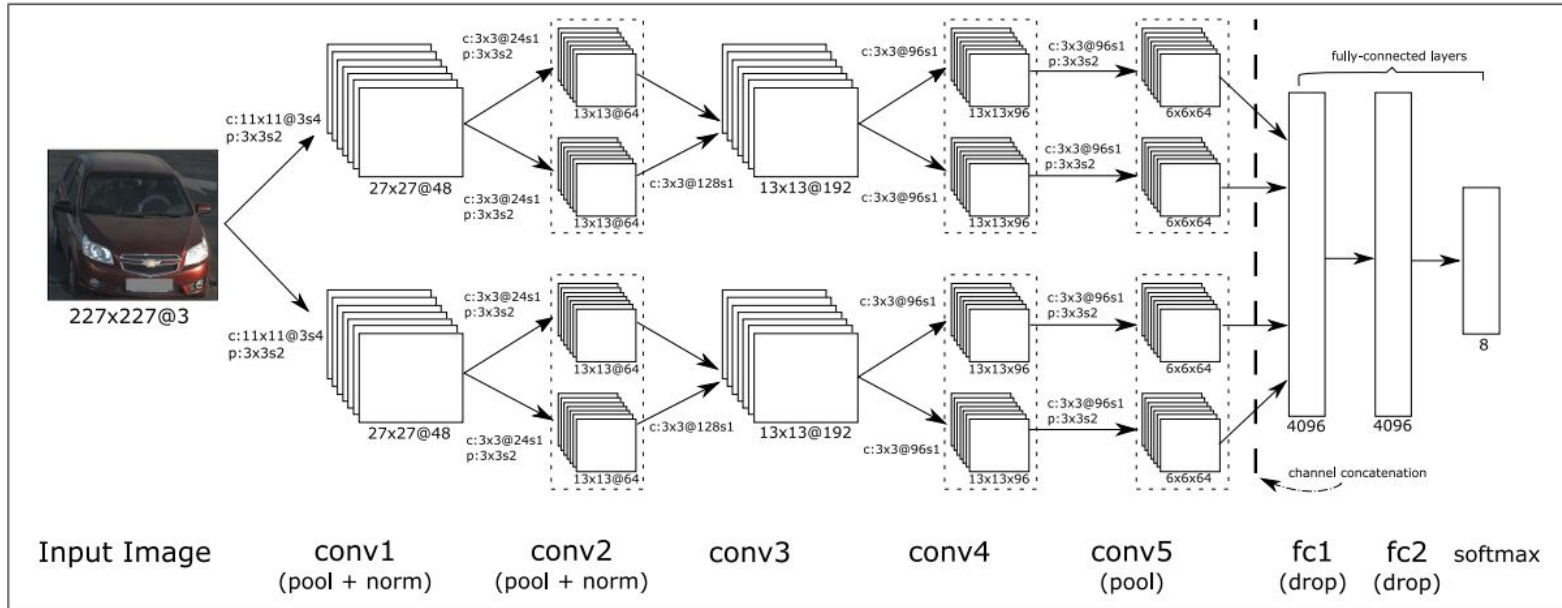 c:11x11@3s4
p:3x3s2
227x227@3
c:11x11@3s4
p:3x3s2
27x27@48
27x27@48
c:3x3@24s1
p:3x3s2
c:3x3@24s1
p:3x3s2
c:3x3@24s1
p:3x3s2
c:3x3@24s1
p:3x3s2
13x13@64
13x13@64
13x13@64
13x13@64
c:3x3@128s1
c:3x3@128s1
13x13@192
13x13@192
c:3x3@96s1
c:3x3@96s1
c:3x3@96s1
c:3x3@96s1
13x13x96
13x13x96
13x13x96
13x13x96
c:3x3@96s1
p:3x3s2
c:3x3@96s1
p:3x3s2
c:3x3@96s1
p:3x3s2
c:3x3@96s1
p:3x3s2
6x6x64
6x6x64
6x6x64
6x6x64
fully-connected layers
4096
4096
8
channel concatenation
Input Image
conv1
(pool + norm)
conv2
(pool + norm)
conv3
conv4
conv5
(pool)
fc1
(drop)
fc2
(drop)
softmax